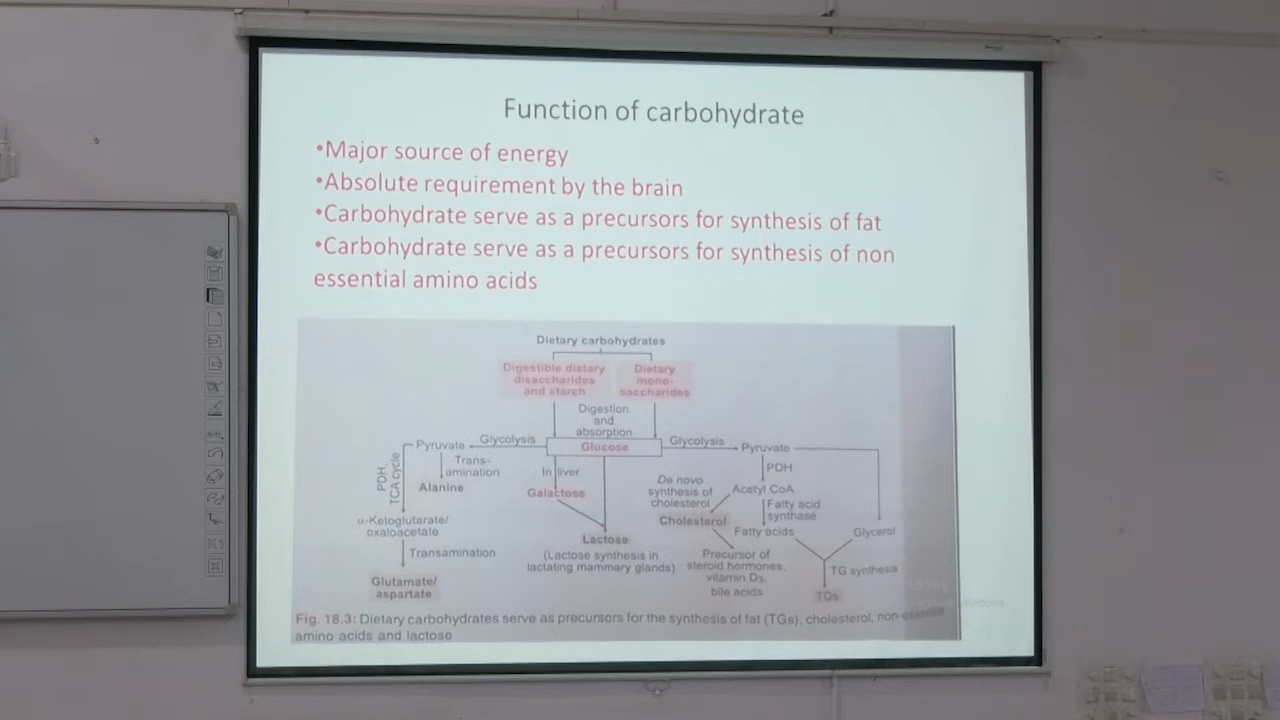 Function of carbohydrate
•Major source of energy
•Absolute requirement by the brain
•Carbohydrate serve as a precursors for synthesis of fat
•Carbohydrate serve as a precursors for synthesis of non
essential amino acids
Dietary carbohydrates
Digestible dietary
disaccharides
and starch
Dietary
mono-
saccharides
Digestion
and
absorption
Glucose
Glycolysis
Pyruvate
Trans-
amination
Alanine
PDH,
TCA cycle
α-Ketoglutarate/
oxaloacetate
Transamination
Glutamate/
aspartate
In liver
Galactose
Lactose
(Lactose synthesis in
lactating mammary glands)
Glycolysis
Pyruvate
PDH
Acetyl CoA
De novo
synthesis of
cholesterol
Cholesterol
Fatty acid
synthase
Fatty acids
Glycerol
Precursor of
steroid hormones,
vitamin D₃,
bile acids
TG synthesis
TGs
Fig. 18.3: Dietary carbohydrates serve as precursors for the synthesis of fat (TGs), cholesterol, non-essential
amino acids and lactose